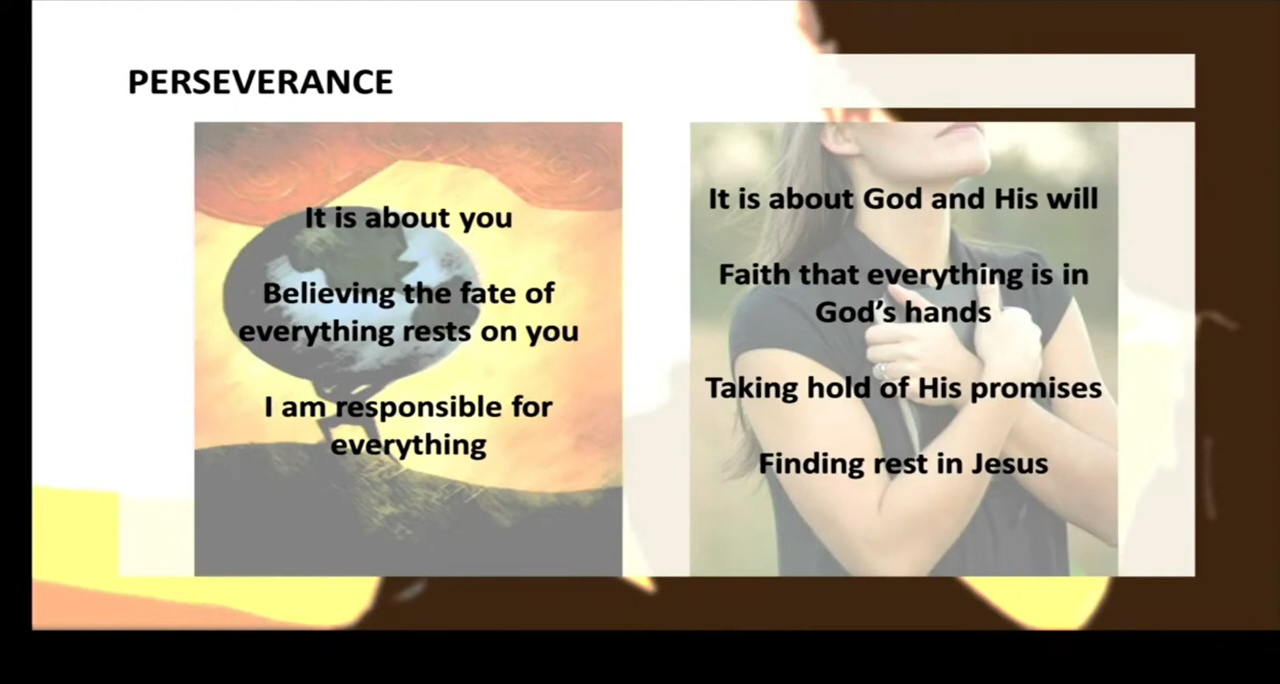 PERSEVERANCE
It is about you
Believing the fate of
everything rests on you
I am responsible for
everything
It is about God and His will
Faith that everything is in
God’s hands
Taking hold of His promises
Finding rest in Jesus